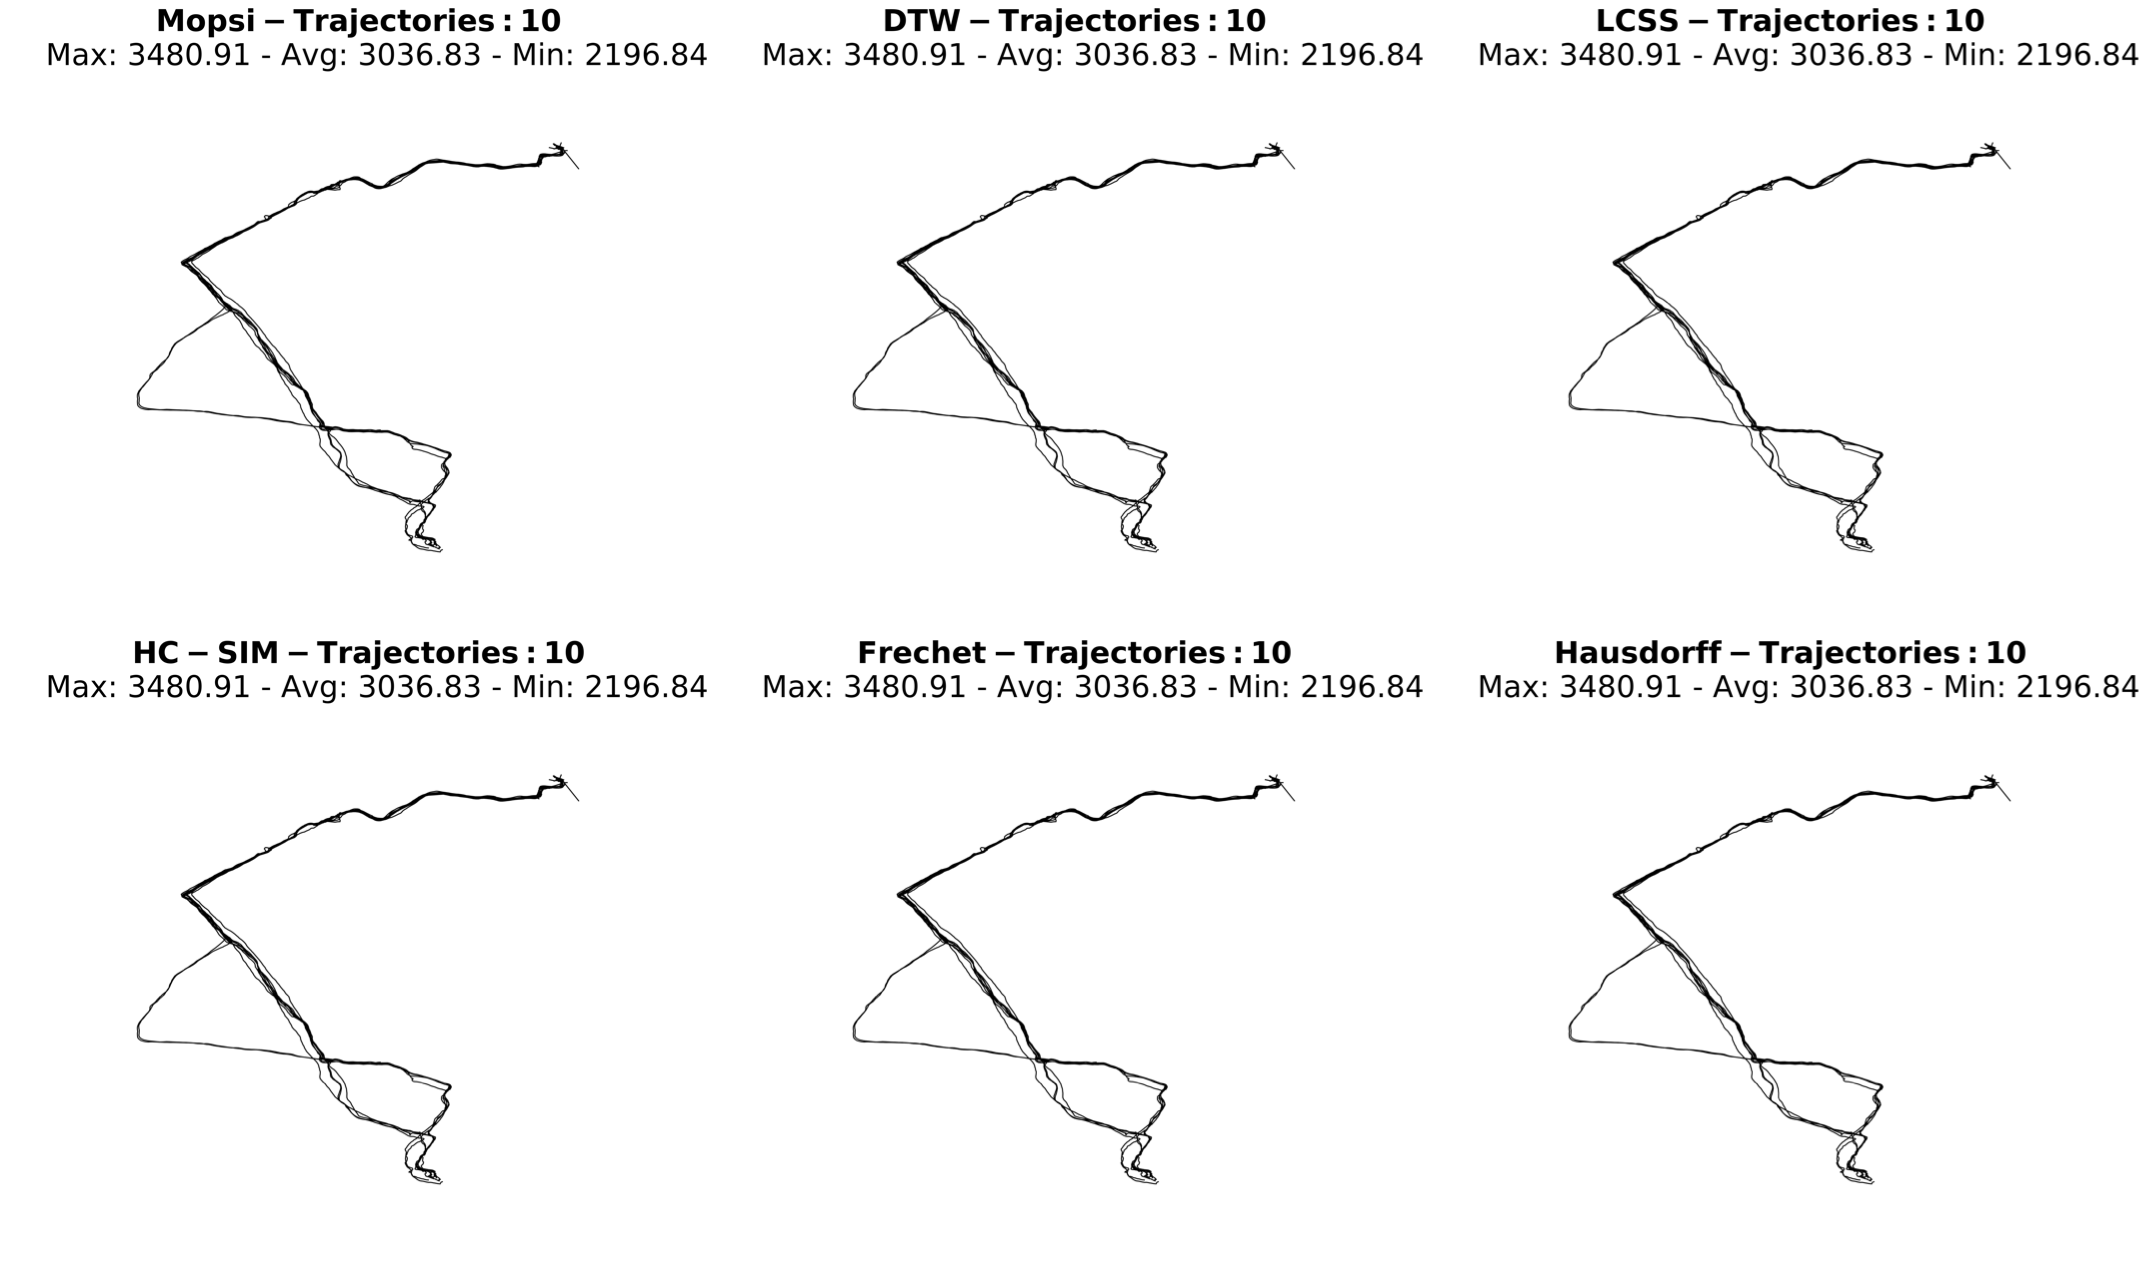 Mopsi – Trajectories : 10
Max: 3480.91 - Avg: 3036.83 - Min: 2196.84
DTW – Trajectories : 10
Max: 3480.91 - Avg: 3036.83 - Min: 2196.84
LCSS – Trajectories : 10
Max: 3480.91 - Avg: 3036.83 - Min: 2196.84
HC – SIM – Trajectories : 10
Max: 3480.91 - Avg: 3036.83 - Min: 2196.84
Frechet – Trajectories : 10
Max: 3480.91 - Avg: 3036.83 - Min: 2196.84
Hausdorff – Trajectories : 10
Max: 3480.91 - Avg: 3036.83 - Min: 2196.84